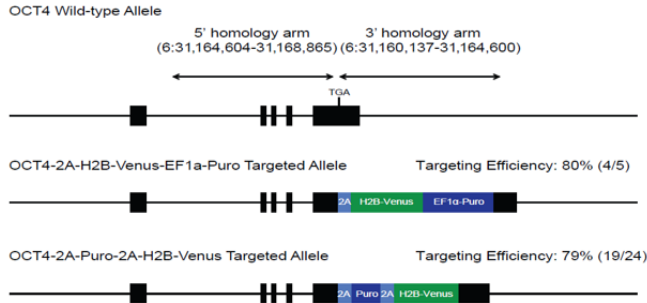 OCT4 Wild-type Allele
5' homology arm 3' homology arm
(6:31,164,604-31,168,865) (6:31,160,137-31,164,600)
TGA
OCT4-2A-H2B-Venus-EF1a-Puro Targeted Allele Targeting Efficiency: 80% (4/5)
2A H2B-Venus EF1α-Puro
OCT4-2A-Puro-2A-H2B-Venus Targeted Allele Targeting Efficiency: 79% (19/24)
2A Puro 2A H2B-Venus